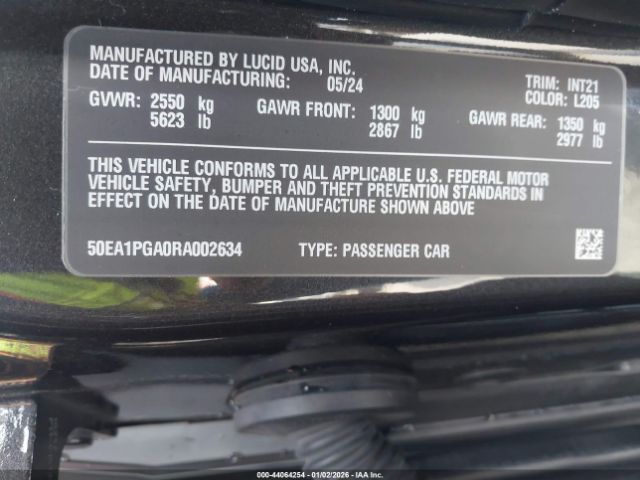 MANUFACTURED BY LUCID USA, INC.
DATE OF MANUFACTURING: 05/24 TRIM: INT21
COLOR: L205
GVWR: 2550 kg GAWR FRONT: 1300 kg GAWR REAR: 1350 kg
5623 lb 2867 lb 2977 lb
THIS VEHICLE CONFORMS TO ALL APPLICABLE U.S. FEDERAL MOTOR
VEHICLE SAFETY, BUMPER AND THEFT PREVENTION STANDARDS IN
EFFECT ON THE DATE OF MANUFACTURE SHOWN ABOVE
50EA1PGA0RA002634 TYPE: PASSENGER CAR
000-44064254 - 01/02/2026 - © IAA, Inc.